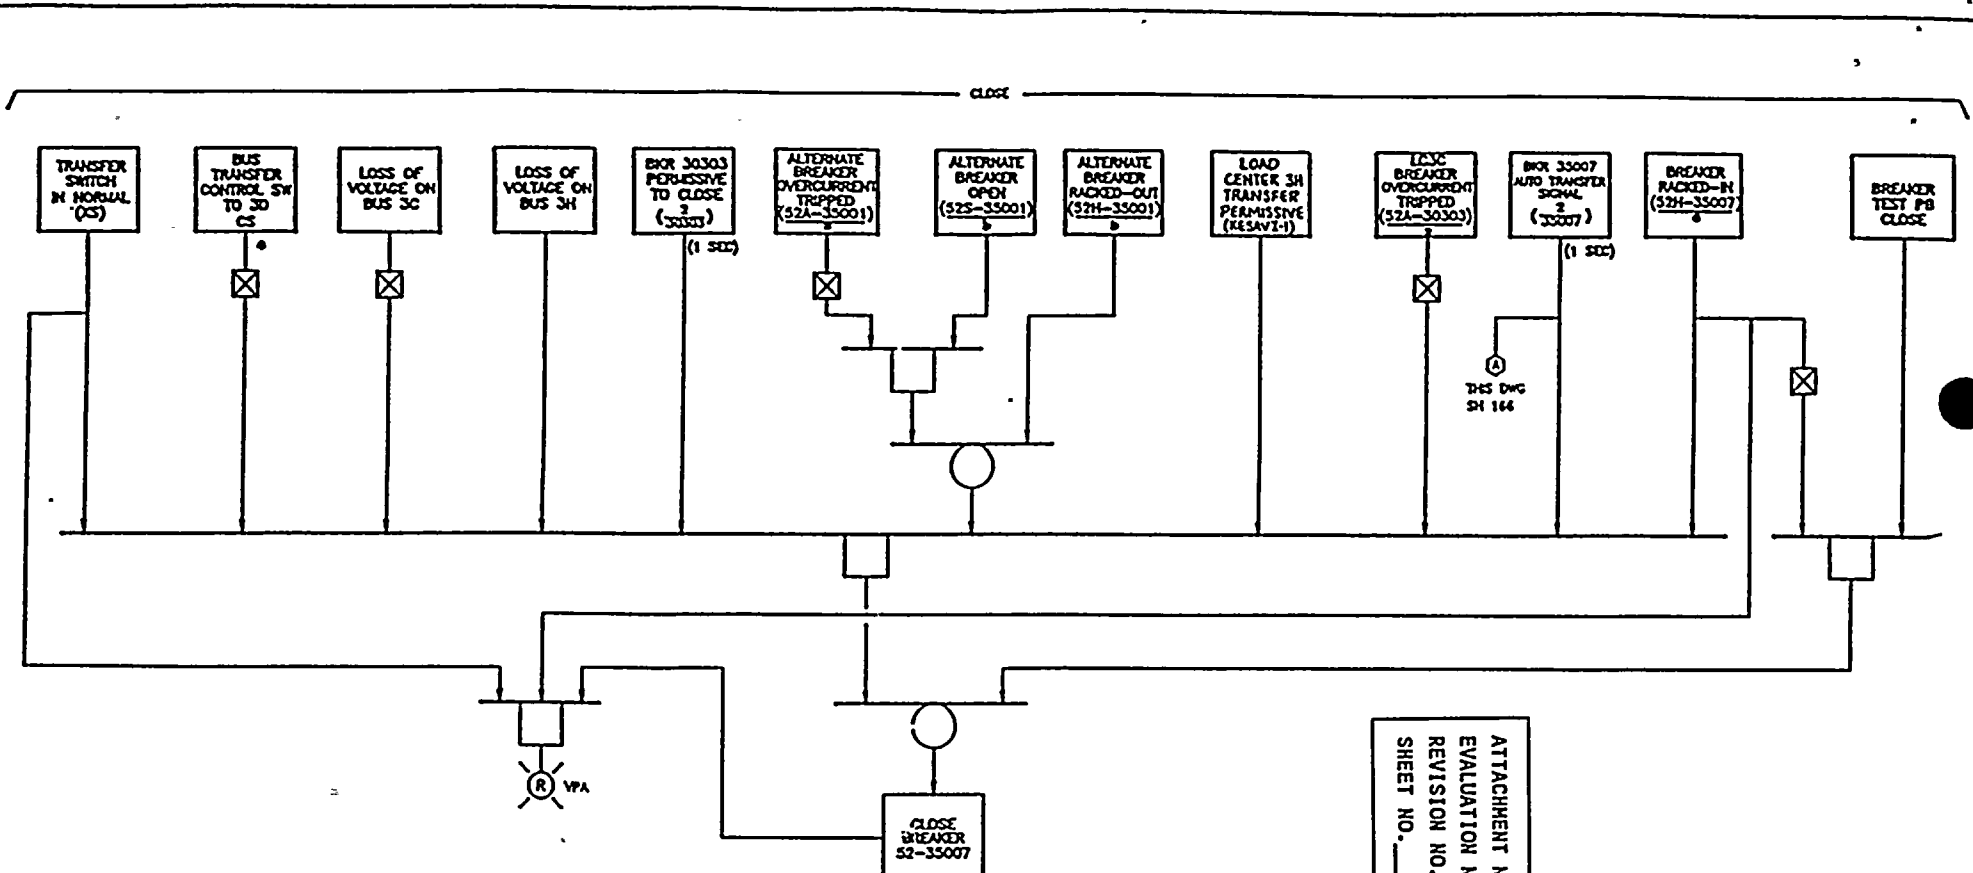 CLOSE
TRANSFER
SWITCH
IN NORMAL
(XS)
BUS
TRANSFER
CONTROL SW
TO 3D
CS
LOSS OF
VOLTAGE ON
BUS 3C
LOSS OF
VOLTAGE ON
BUS 3H
BKR 30303
PERMISSIVE
TO CLOSE
2
(30303)
(1 SEC)
ALTERNATE
BREAKER
OVERCURRENT
TRIPPED
(52A-35001)
ALTERNATE
BREAKER
OPEN
(52S-35001)
b
ALTERNATE
BREAKER
RACKED-OUT
(52H-35001)
b
LOAD
CENTER 3H
TRANSFER
PERMISSIVE
(KESAV1-1)
LC3C
BREAKER
OVERCURRENT
TRIPPED
(52A-30303)
BKR 35007
AUTO TRANSFER
SIGNAL
2
(35007)
(1 SEC)
BREAKER
RACKED-IN
(52H-35007)
BREAKER
TEST PB
CLOSE
A
THIS DWG
SH 166
R
VPA
CLOSE
BREAKER
52-35007
ATTACHMENT
EVALUATION
REVISION NO.
SHEET NO.